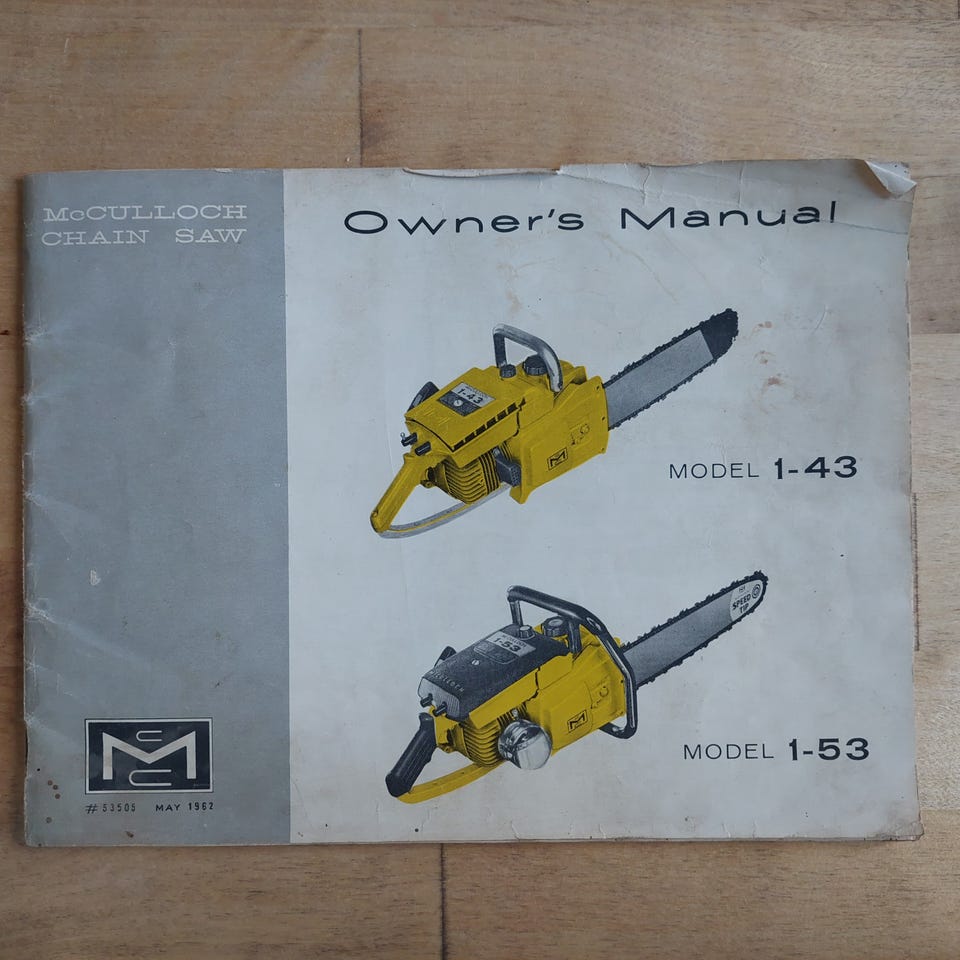 McCULLOCH
CHAIN SAW
Owner's Manual
1-43
M
MODEL 1-43
1-53
McCULLOCH
SPEED
TIP
M
MODEL 1-53
M
#53505 MAY 1962